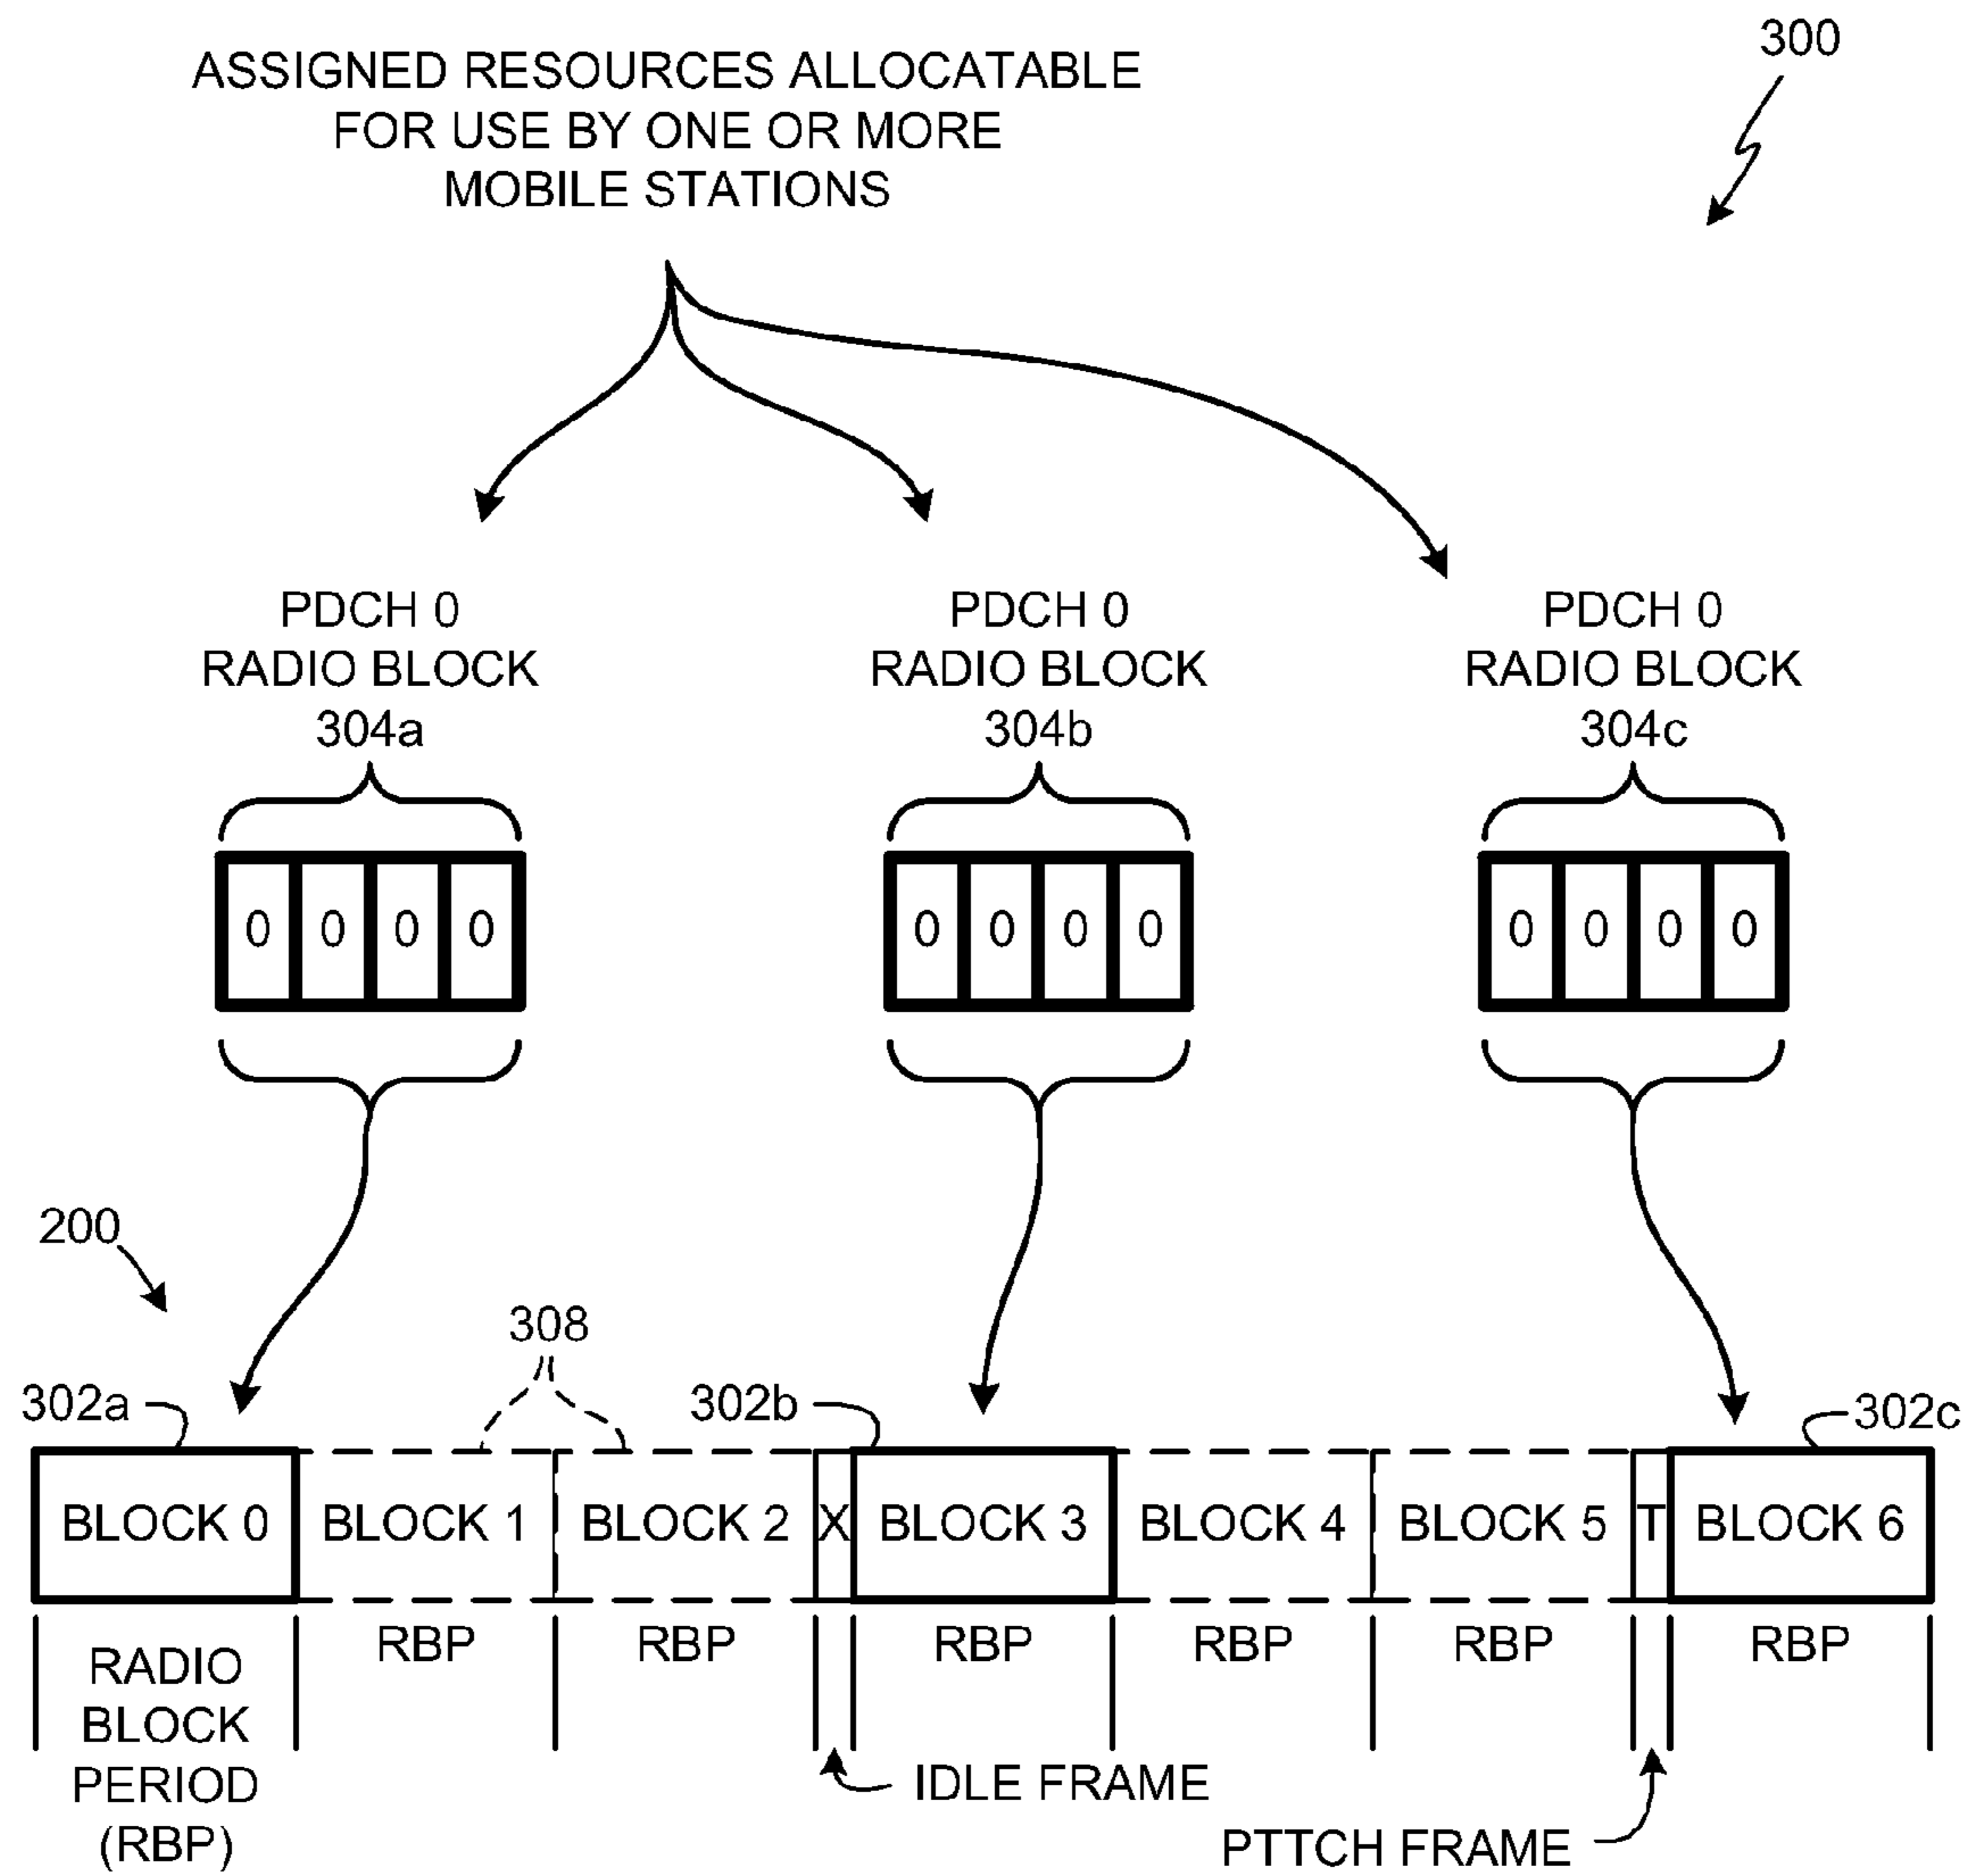 300
ASSIGNED RESOURCES ALLOCATABLE
FOR USE BY ONE OR MORE
MOBILE STATIONS
PDCH 0
RADIO BLOCK
304a
PDCH 0
RADIO BLOCK
304b
PDCH 0
RADIO BLOCK
304c
0 0 0 0
0 0 0 0
0 0 0 0
200
308
302a
302b
302c
BLOCK 0
BLOCK 1
BLOCK 2
X
BLOCK 3
BLOCK 4
BLOCK 5
T
BLOCK 6
RADIO
BLOCK
PERIOD
(RBP)
RBP
RBP
RBP
RBP
RBP
RBP
IDLE FRAME
PTTCH FRAME